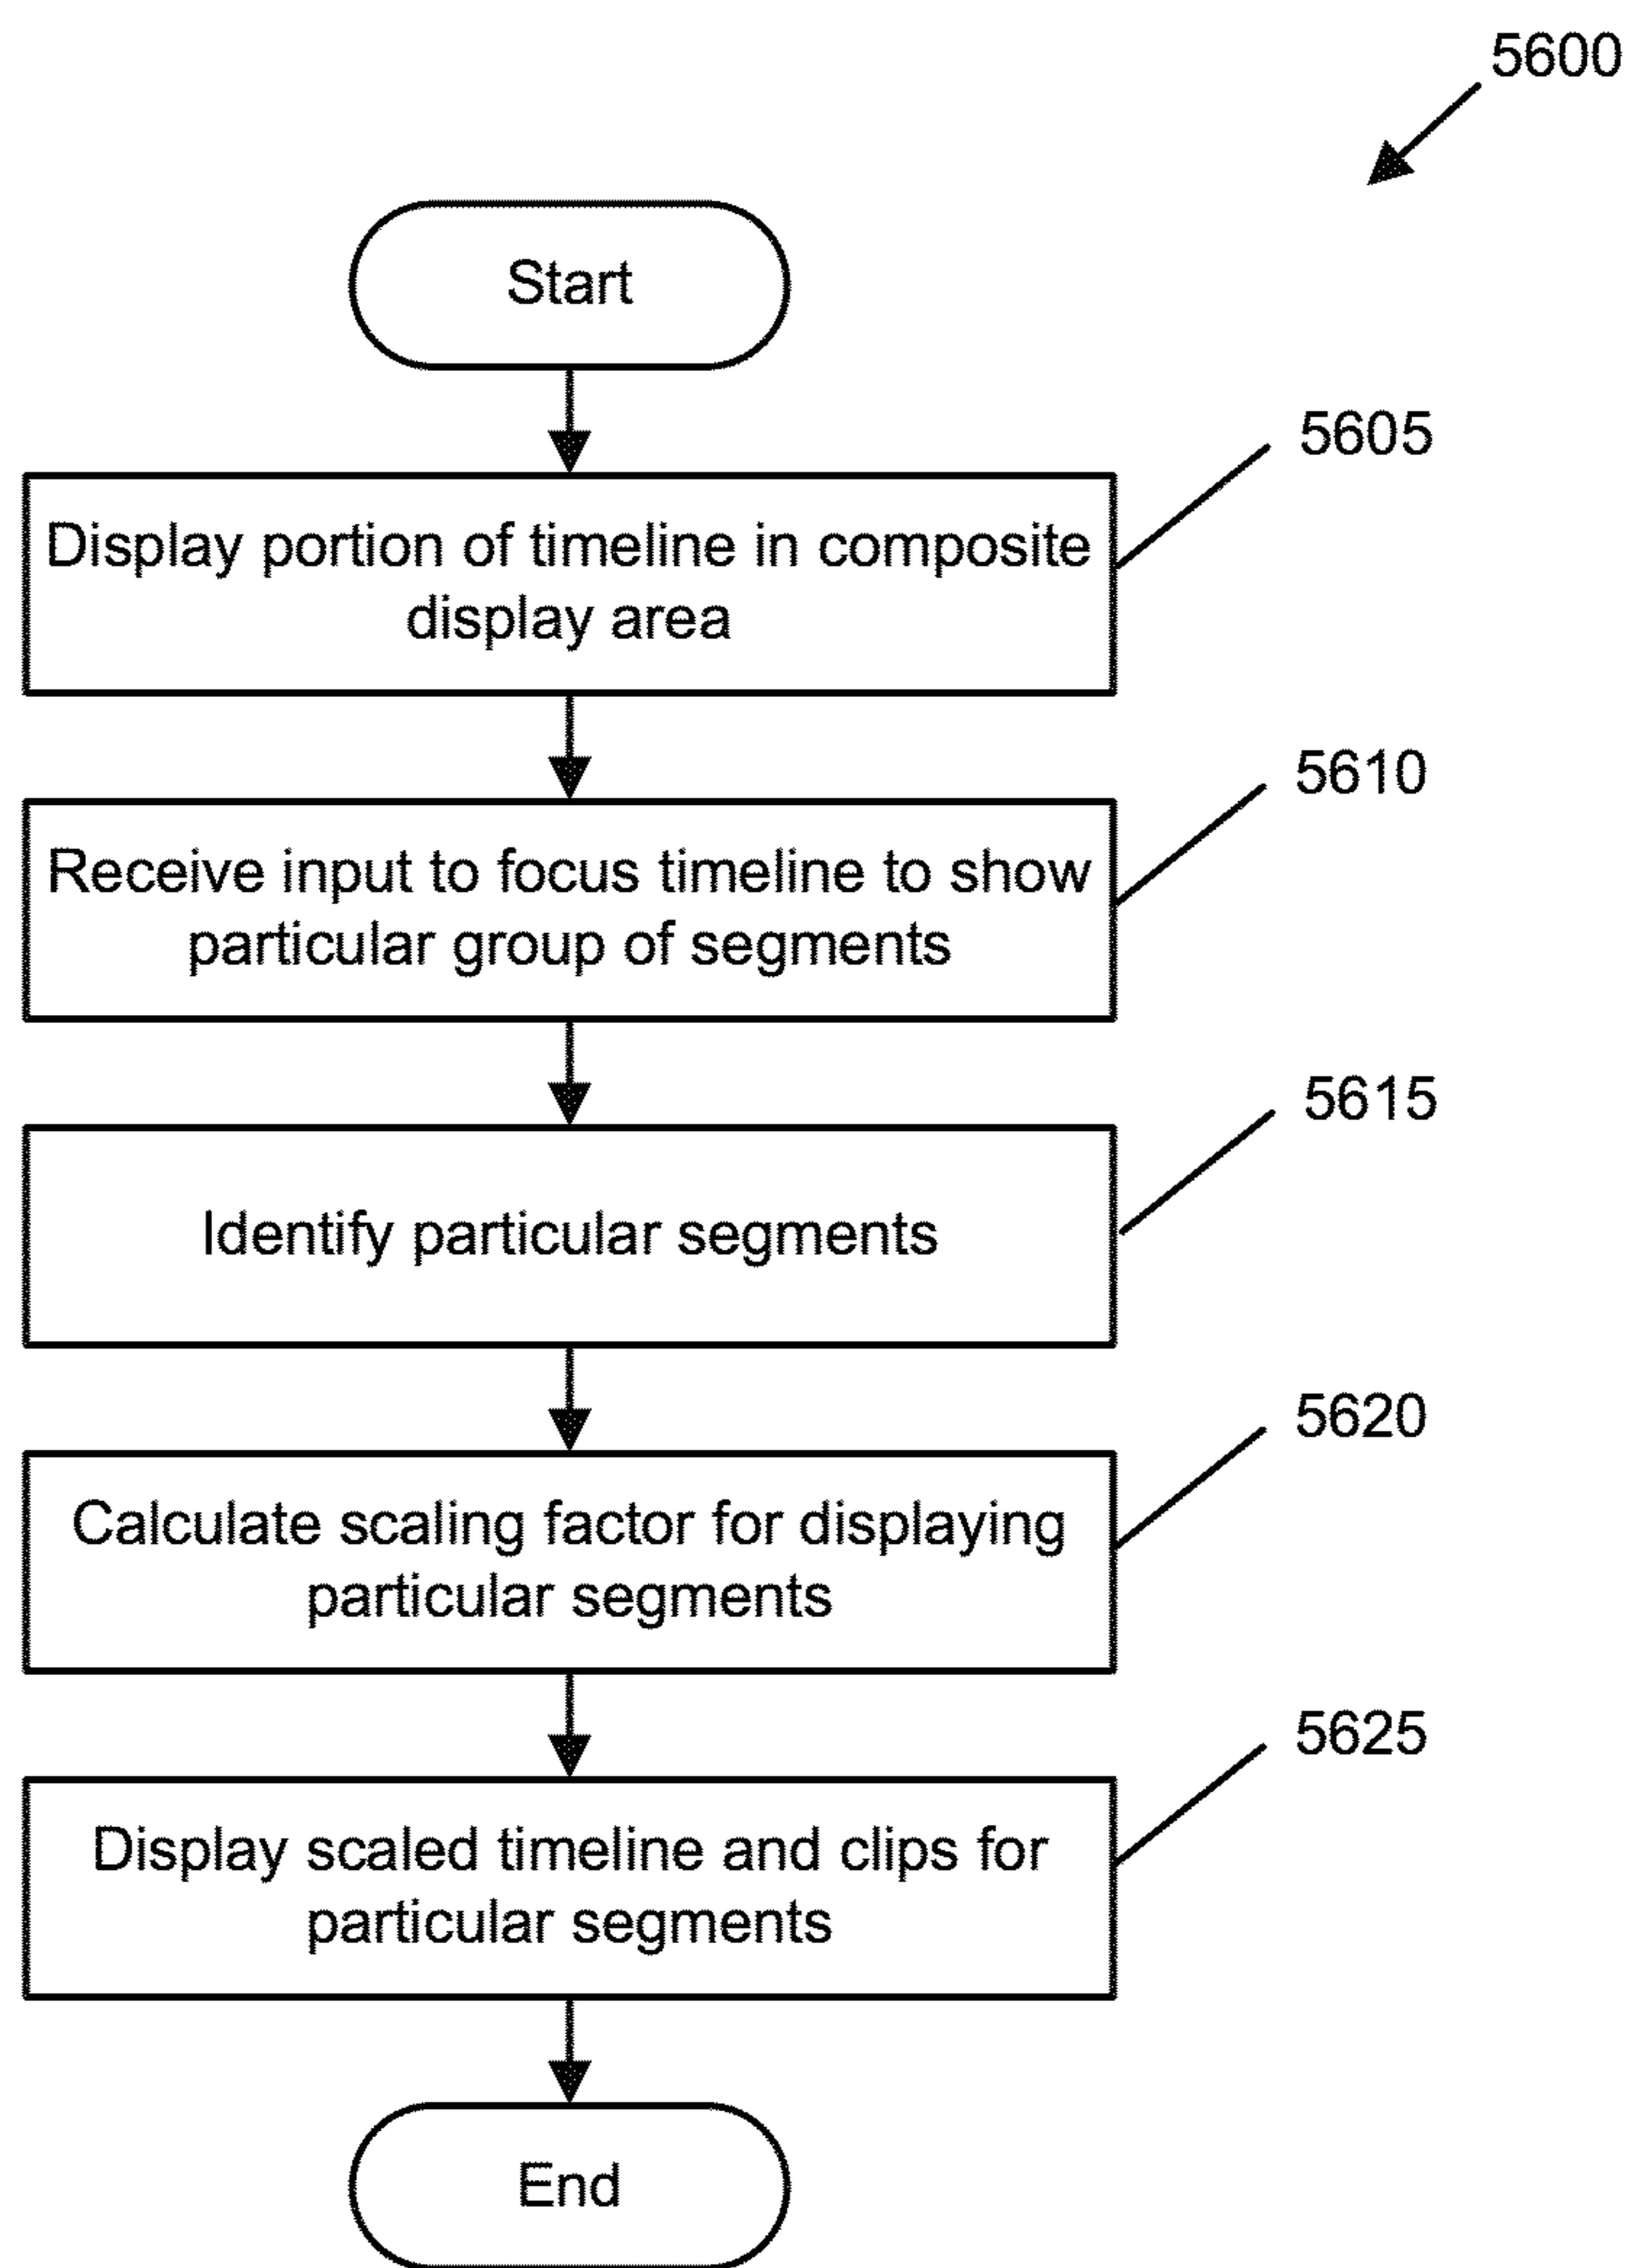 5600
Start
5605
Display portion of timeline in composite
display area
5610
Receive input to focus timeline to show
particular group of segments
5615
Identify particular segments
5620
Calculate scaling factor for displaying
particular segments
5625
Display scaled timeline and clips for
particular segments
End